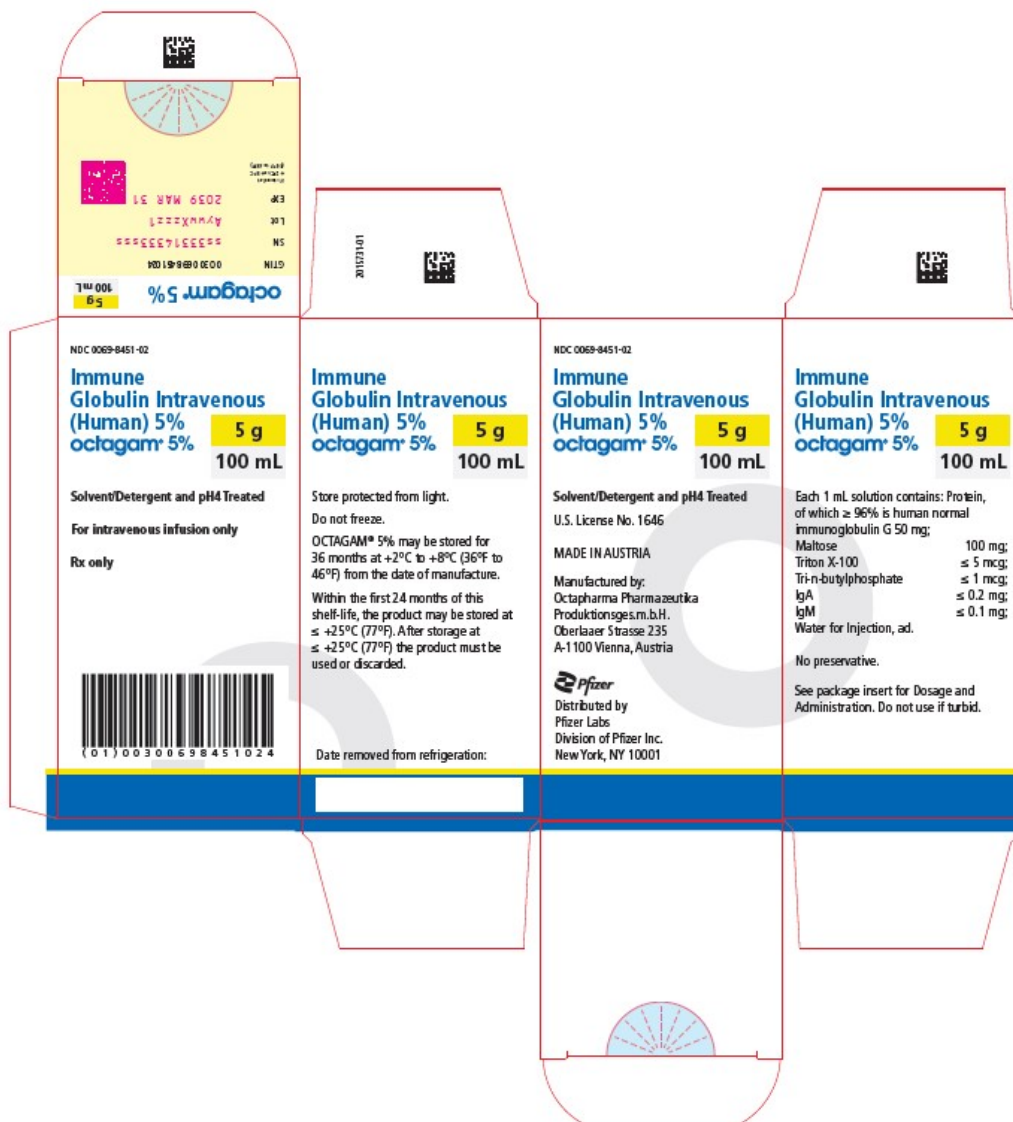 octagam® 5%
5 g
100 mL
GTIN 00300698451024
SN ssss3314333ssss
Lot AywwXzzz1
EXP 2039 MAR 31
2015731-01
NDC 0069-8451-02
Immune
Globulin Intravenous
(Human) 5%
octagam® 5%
5 g
100 mL
Solvent/Detergent and pH4 Treated
For intravenous infusion only
Rx only
(01)00300698451024
Immune
Globulin Intravenous
(Human) 5%
octagam® 5%
5 g
100 mL
Store protected from light.
Do not freeze.
OCTAGAM® 5% may be stored for
36 months at +2°C to +8°C (36°F to
46°F) from the date of manufacture.
Within the first 24 months of this
shelf-life, the product may be stored at
≤ +25°C (77°F). After storage at
≤ +25°C (77°F) the product must be
used or discarded.
Date removed from refrigeration:
NDC 0069-8451-02
Immune
Globulin Intravenous
(Human) 5%
octagam® 5%
5 g
100 mL
Solvent/Detergent and pH4 Treated
U.S. License No. 1646
MADE IN AUSTRIA
Manufactured by:
Octapharma Pharmazeutika
Produktionsges.m.b.H.
Oberlaaer Strasse 235
A-1100 Vienna, Austria
Pfizer
Distributed by
Pfizer Labs
Division of Pfizer Inc.
New York, NY 10001
Immune
Globulin Intravenous
(Human) 5%
octagam® 5%
5 g
100 mL
Each 1 mL solution contains: Protein,
of which ≥ 96% is human normal
immunoglobulin G 50 mg;
Maltose 100 mg;
Triton X-100 ≤ 5 mcg;
Tri-n-butylphosphate ≤ 1 mcg;
IgA ≤ 0.2 mg;
IgM ≤ 0.1 mg;
Water for Injection, ad.
No preservative.
See package insert for Dosage and
Administration. Do not use if turbid.